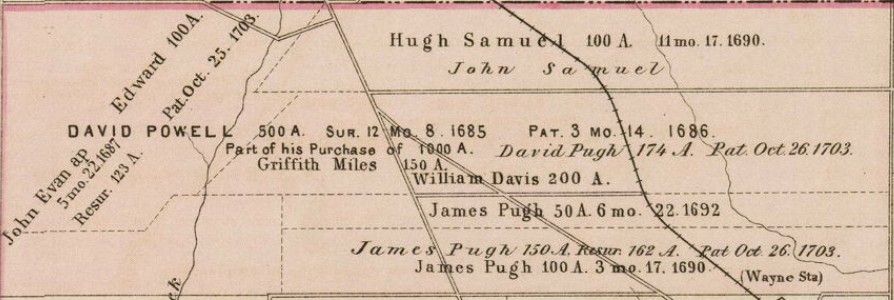 Hugh Samuel 100 A. 11 mo. 17. 1690.
John Samuel
John Evan ap Edward 100 A.
5 mo. 22. 1687 Pat. Oct. 25. 1703.
Resur. 123 A.
DAVID POWELL 500 A. SUR. 12 MO. 8. 1685 PAT. 3 MO. 14. 1686.
Part of his Purchase of 1000 A. David Pugh 174 A. Pat. Oct. 26. 1703.
Griffith Miles 150 A.
William Davis 200 A.
James Pugh 50 A. 6 mo. 22. 1692
James Pugh 150 A. Resur. 162 A. Pat Oct. 26. 1703.
James Pugh 100 A. 3 mo. 17. 1690.
(Wayne Sta)